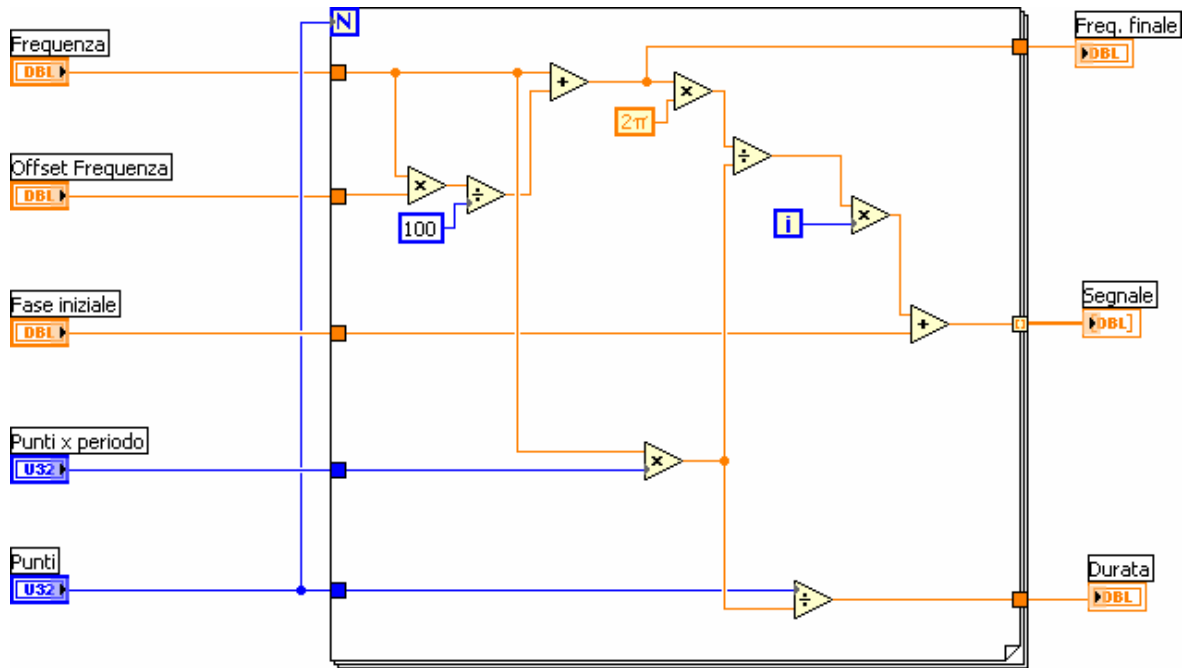 N
Freq. finale
DBL
Frequenza
DBL
+
×
2π
÷
Offset Frequenza
DBL
×
÷
100
i
×
Fase iniziale
DBL
+
Segnale
[DBL]
Punti x periodo
U32
×
Punti
U32
÷
Durata
DBL